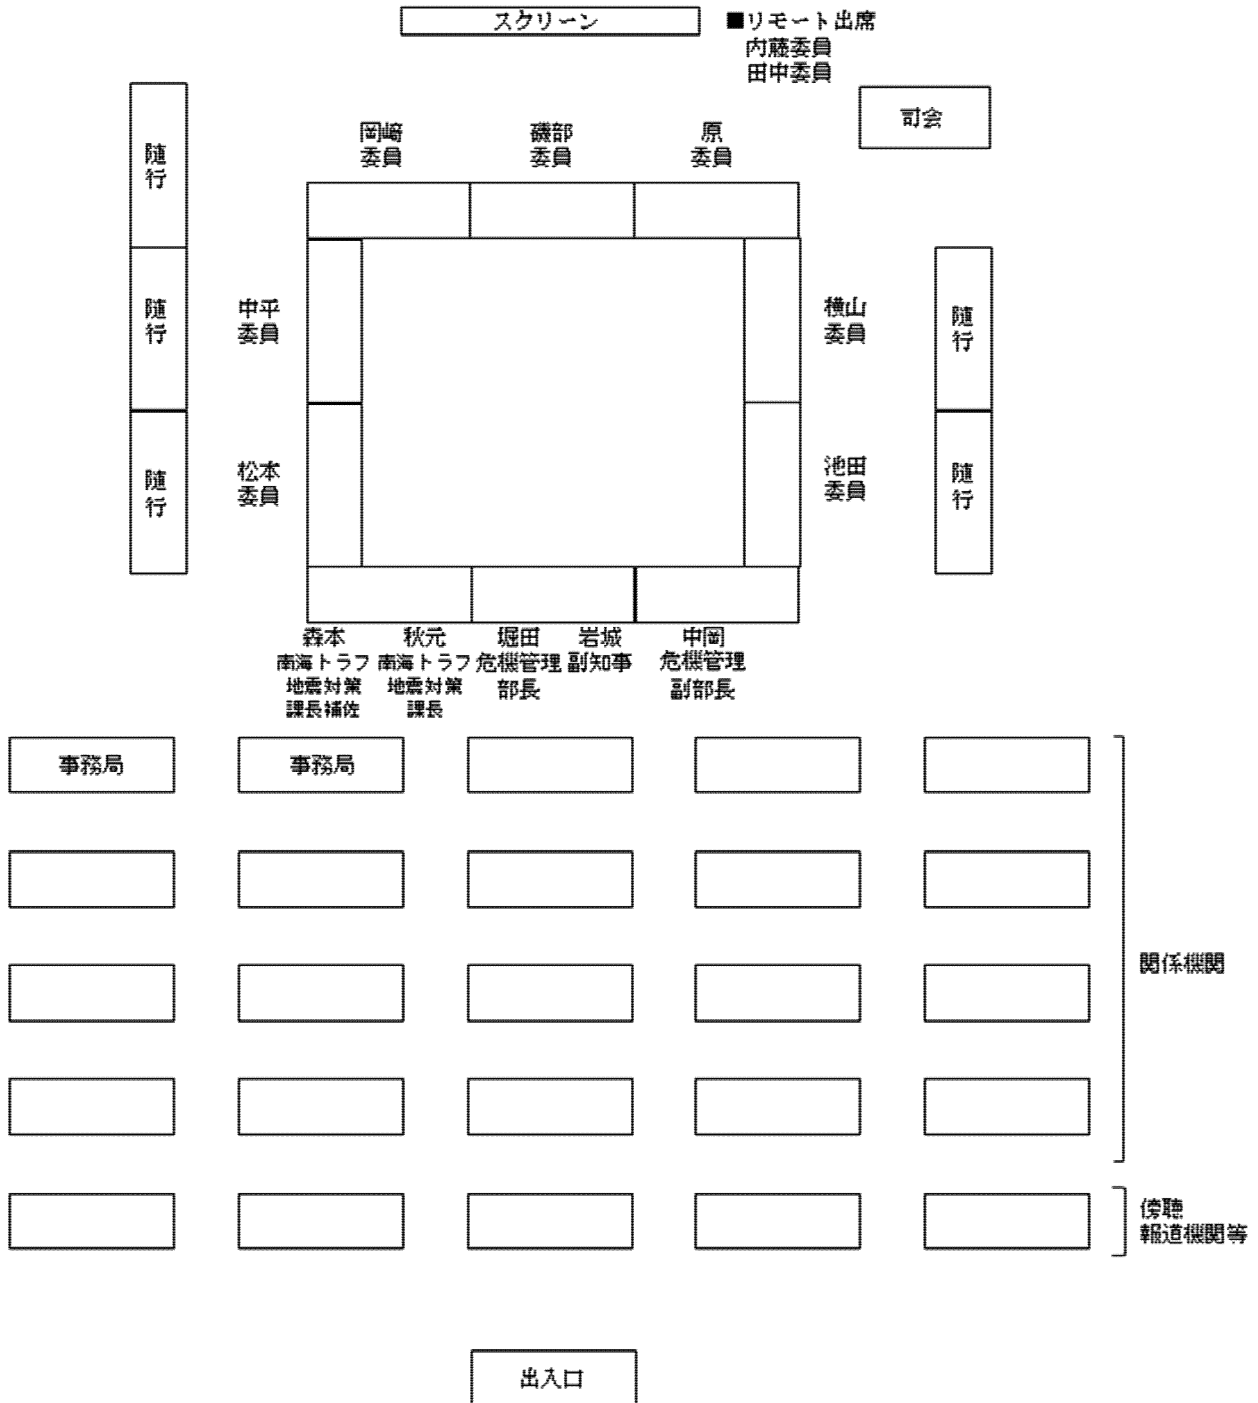 スクリーン
■リモート出席
内藤委員
田中委員
司会
岡﨑
委員
磯部
委員
原
委員
随
行
随
行
随
行
中平
委員
松本
委員
横山
委員
池田
委員
随
行
随
行
森本
南海トラフ
地震対策
課長補佐
秋元
南海トラフ
地震対策
課長
堀田
危機管理
部長
岩城
副知事
中岡
危機管理
副部長
事務局
事務局
関係機関
傍聴
報道機関等
出入口